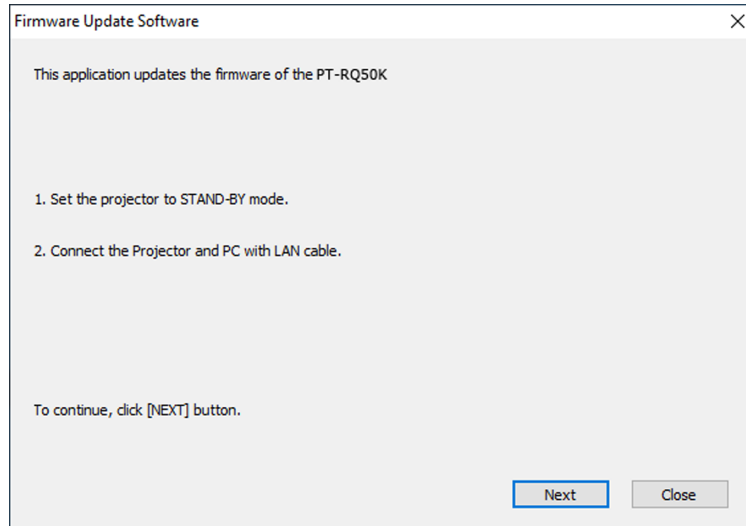 Firmware Update Software
This application updates the firmware of the PT-RQ50K
1. Set the projector to STAND-BY mode.
2. Connect the Projector and PC with LAN cable.
To continue, click [NEXT] button.
Next
Close